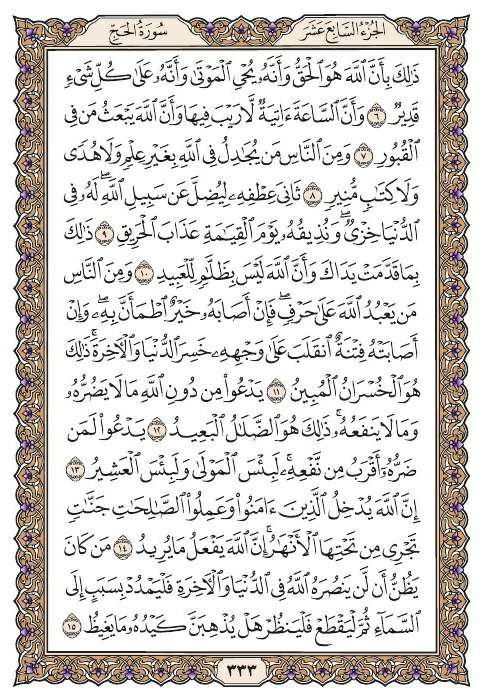 الجزء السابع عشر
سورة الحج
ذَٰلِكَ بِأَنَّ ٱللَّهَ هُوَ ٱلْحَقُّ وَأَنَّهُۥ يُحْىِ ٱلْمَوْتَىٰ وَأَنَّهُۥ عَلَىٰ كُلِّ شَىْءٍ
قَدِيرٌ ٦ وَأَنَّ ٱلسَّاعَةَ ءَاتِيَةٌ لَّا رَيْبَ فِيهَا وَأَنَّ ٱللَّهَ يَبْعَثُ مَن فِى
ٱلْقُبُورِ ٧ وَمِنَ ٱلنَّاسِ مَن يُجَٰدِلُ فِى ٱللَّهِ بِغَيْرِ عِلْمٍ وَلَا هُدًى
وَلَا كِتَٰبٍ مُّنِيرٍ ٨ ثَانِىَ عِطْفِهِۦ لِيُضِلَّ عَن سَبِيلِ ٱللَّهِ ۖ لَهُۥ فِى
ٱلدُّنْيَا خِزْىٌ ۖ وَنُذِيقُهُۥ يَوْمَ ٱلْقِيَٰمَةِ عَذَابَ ٱلْحَرِيقِ ٩ ذَٰلِكَ
بِمَا قَدَّمَتْ يَدَاكَ وَأَنَّ ٱللَّهَ لَيْسَ بِظَلَّٰمٍ لِّلْعَبِيدِ ١٠ وَمِنَ ٱلنَّاسِ
مَن يَعْبُدُ ٱللَّهَ عَلَىٰ حَرْفٍ ۖ فَإِنْ أَصَابَهُۥ خَيْرٌ ٱطْمَأَنَّ بِهِۦ ۖ وَإِنْ
أَصَابَتْهُ فِتْنَةٌ ٱنقَلَبَ عَلَىٰ وَجْهِهِۦ خَسِرَ ٱلدُّنْيَا وَٱلْءَاخِرَةَ ۚ ذَٰلِكَ
هُوَ ٱلْخُسْرَانُ ٱلْمُبِينُ ١١ يَدْعُوا۟ مِن دُونِ ٱللَّهِ مَا لَا يَضُرُّهُۥ
وَمَا لَا يَنفَعُهُۥ ۚ ذَٰلِكَ هُوَ ٱلضَّلَٰلُ ٱلْبَعِيدُ ١٢ يَدْعُوا۟ لَمَن
ضَرُّهُۥٓ أَقْرَبُ مِن نَّفْعِهِۦ ۚ لَبِئْسَ ٱلْمَوْلَىٰ وَلَبِئْسَ ٱلْعَشِيرُ ١٣
إِنَّ ٱللَّهَ يُدْخِلُ ٱلَّذِينَ ءَامَنُوا۟ وَعَمِلُوا۟ ٱلصَّٰلِحَٰتِ جَنَّٰتٍ
تَجْرِى مِن تَحْتِهَا ٱلْأَنْهَٰرُ ۚ إِنَّ ٱللَّهَ يَفْعَلُ مَا يُرِيدُ ١٤ مَن كَانَ
يَظُنُّ أَن لَّن يَنصُرَهُ ٱللَّهُ فِى ٱلدُّنْيَا وَٱلْءَاخِرَةِ فَلْيَمْدُدْ بِسَبَبٍ إِلَى
ٱلسَّمَآءِ ثُمَّ لْيَقْطَعْ فَلْيَنظُرْ هَلْ يُذْهِبَنَّ كَيْدُهُۥ مَا يَغِيظُ ١٥
٣٣٣